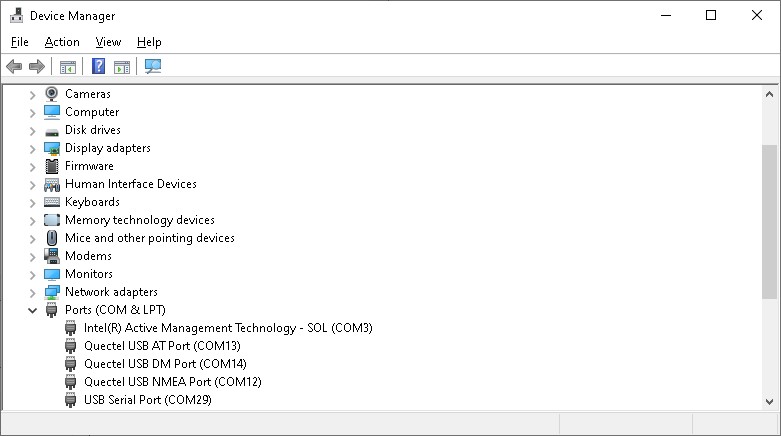 Device Manager
File Action View Help
Cameras
Computer
Disk drives
Display adapters
Firmware
Human Interface Devices
Keyboards
Memory technology devices
Mice and other pointing devices
Modems
Monitors
Network adapters
Ports (COM & LPT)
Intel(R) Active Management Technology - SOL (COM3)
Quectel USB AT Port (COM13)
Quectel USB DM Port (COM14)
Quectel USB NMEA Port (COM12)
USB Serial Port (COM29)